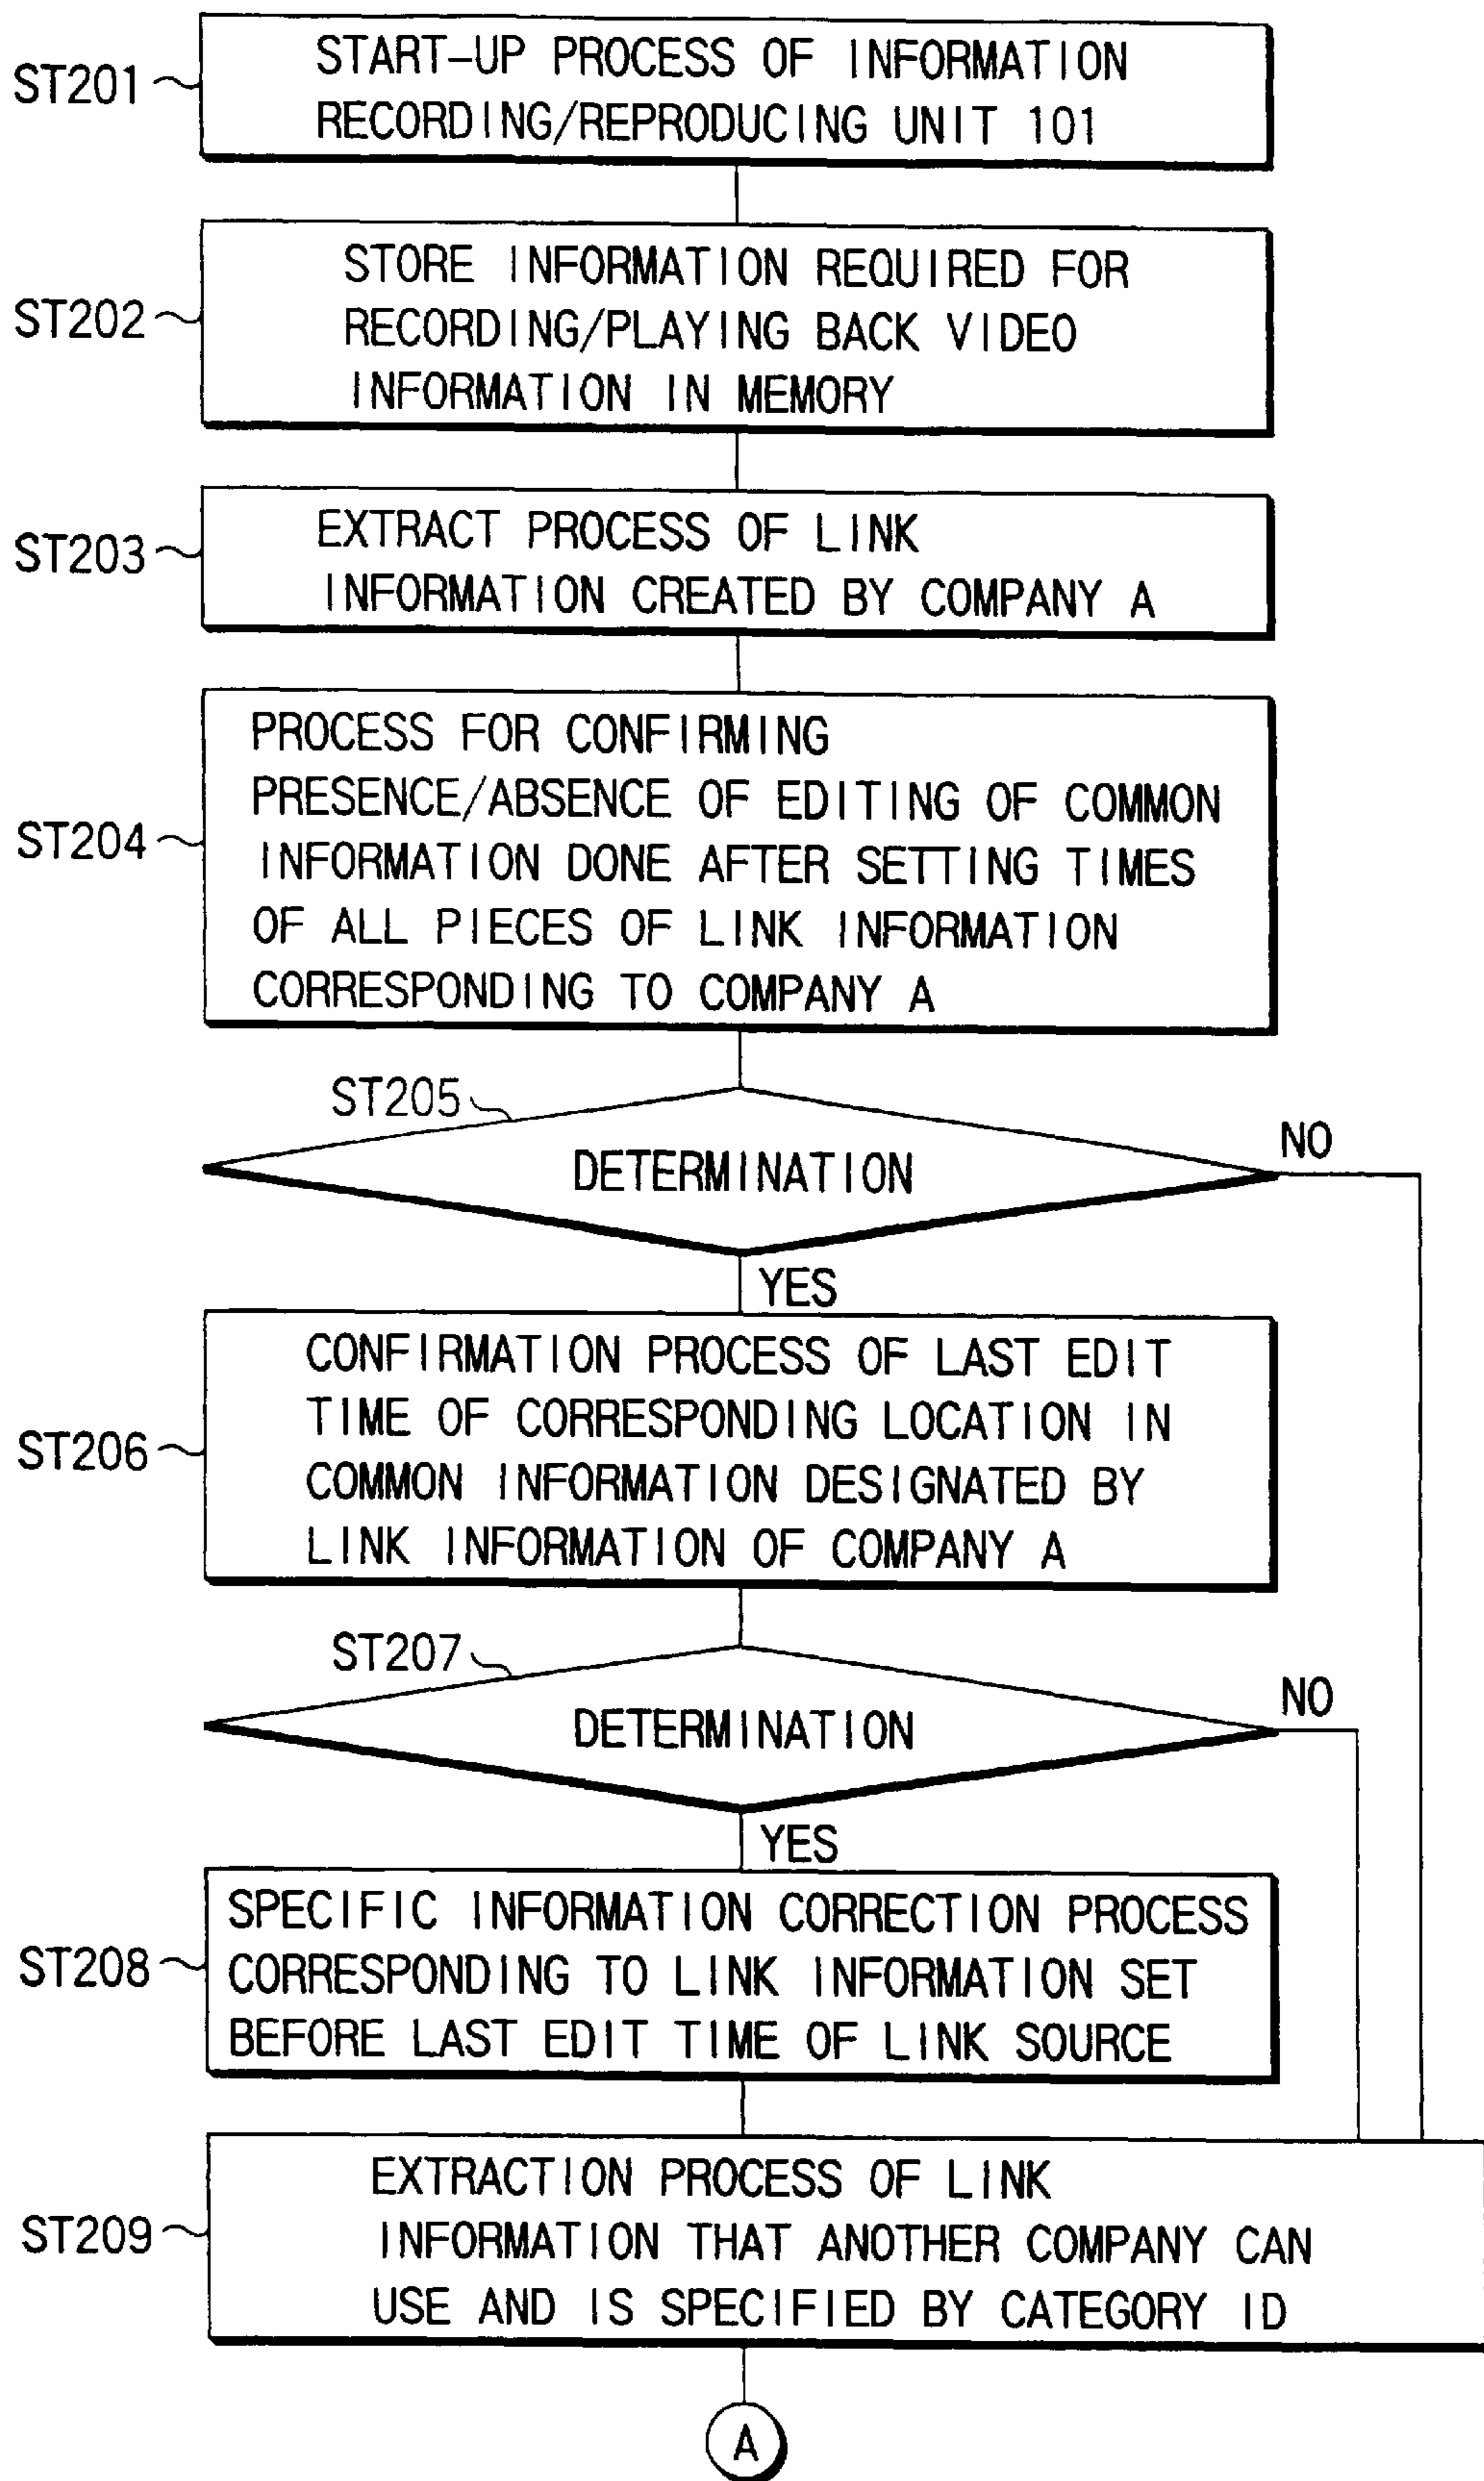 ST201
START-UP PROCESS OF INFORMATION
RECORDING/REPRODUCING UNIT 101
ST202
STORE INFORMATION REQUIRED FOR
RECORDING/PLAYING BACK VIDEO
INFORMATION IN MEMORY
ST203
EXTRACT PROCESS OF LINK
INFORMATION CREATED BY COMPANY A
ST204
PROCESS FOR CONFIRMING
PRESENCE/ABSENCE OF EDITING OF COMMON
INFORMATION DONE AFTER SETTING TIMES
OF ALL PIECES OF LINK INFORMATION
CORRESPONDING TO COMPANY A
ST205
DETERMINATION
NO
YES
ST206
CONFIRMATION PROCESS OF LAST EDIT
TIME OF CORRESPONDING LOCATION IN
COMMON INFORMATION DESIGNATED BY
LINK INFORMATION OF COMPANY A
ST207
DETERMINATION
NO
YES
ST208
SPECIFIC INFORMATION CORRECTION PROCESS
CORRESPONDING TO LINK INFORMATION SET
BEFORE LAST EDIT TIME OF LINK SOURCE
ST209
EXTRACTION PROCESS OF LINK
INFORMATION THAT ANOTHER COMPANY CAN
USE AND IS SPECIFIED BY CATEGORY ID
A